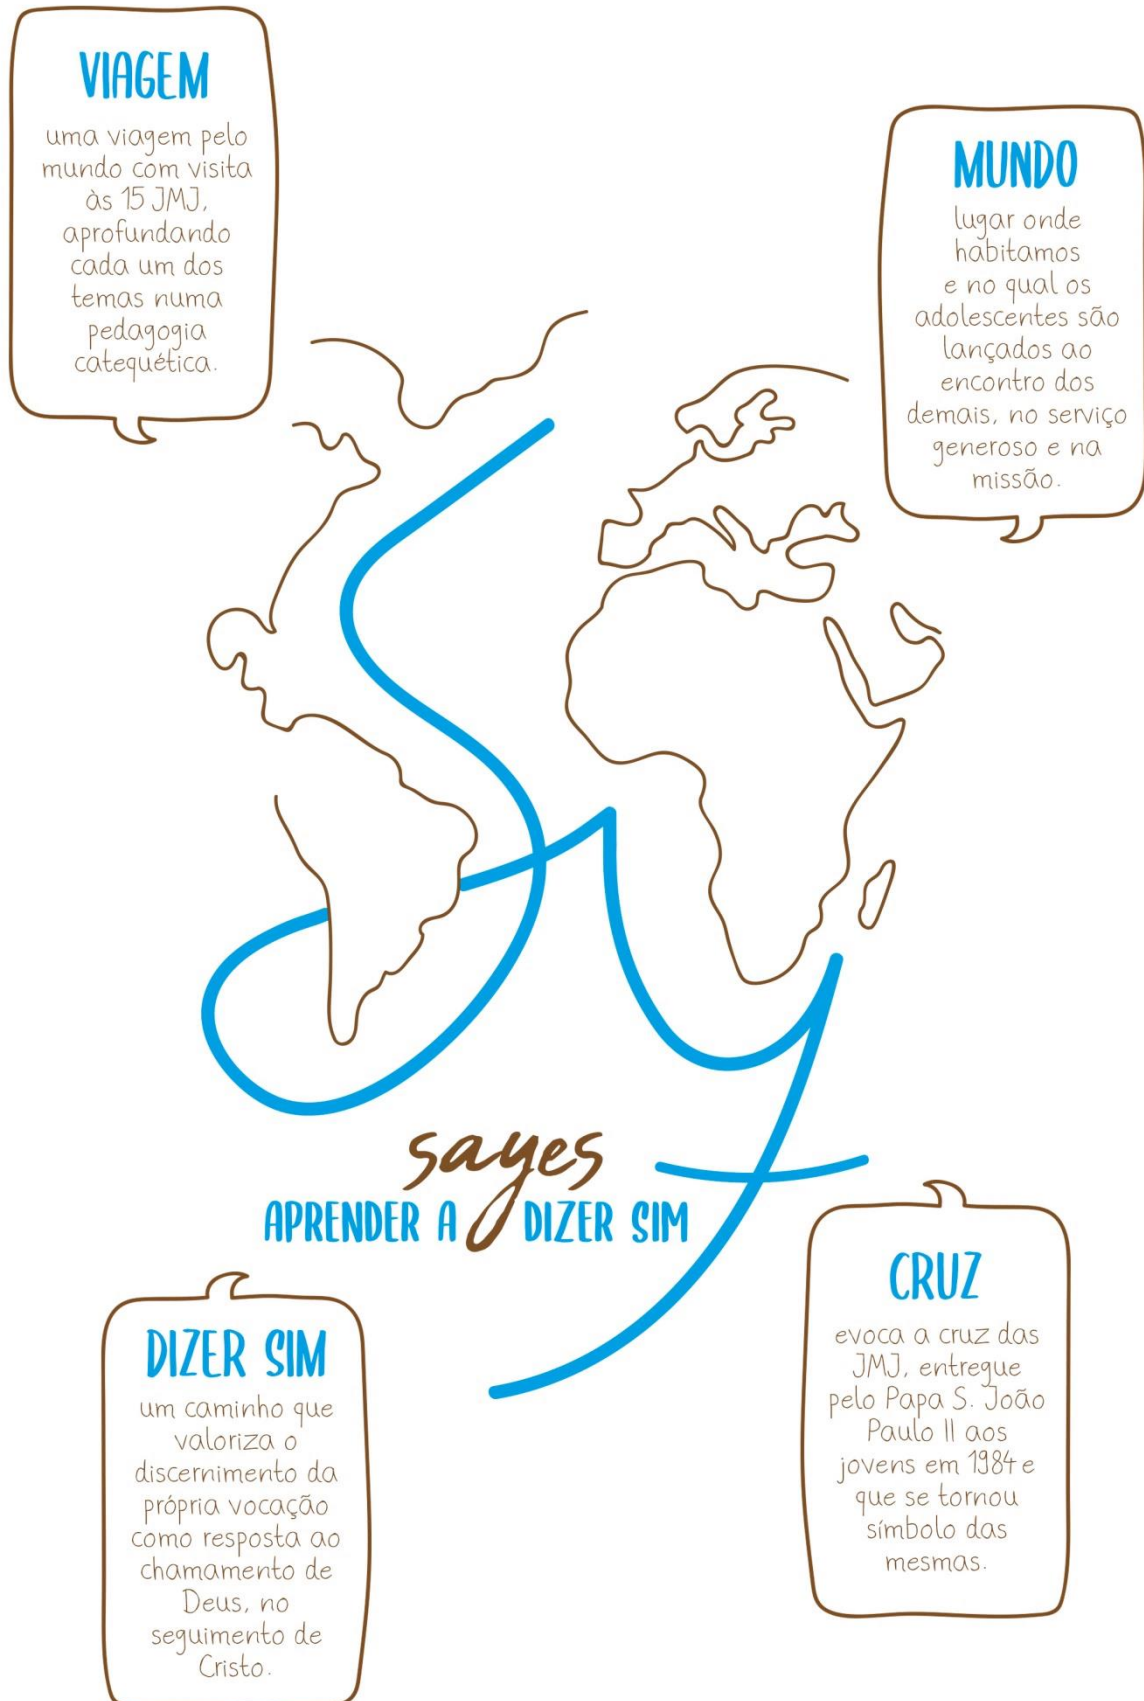 VIAGEM
uma viagem pelo
mundo com visita
às 15 JMJ,
aprofundando
cada um dos
temas numa
pedagogia
catequética.
MUNDO
lugar onde
habitamos
e no qual os
adolescentes são
lançados ao
encontro dos
demais, no serviço
generoso e na
missão.
Sy
sayes
APRENDER A DIZER SIM
DIZER SIM
um caminho que
valoriza o
discernimento da
própria vocação
como resposta ao
chamamento de
Deus, no
seguimento de
Cristo.
CRUZ
evoca a cruz das
JMJ, entregue
pelo Papa S. João
Paulo II aos
jovens em 1984 e
que se tornou
símbolo das
mesmas.